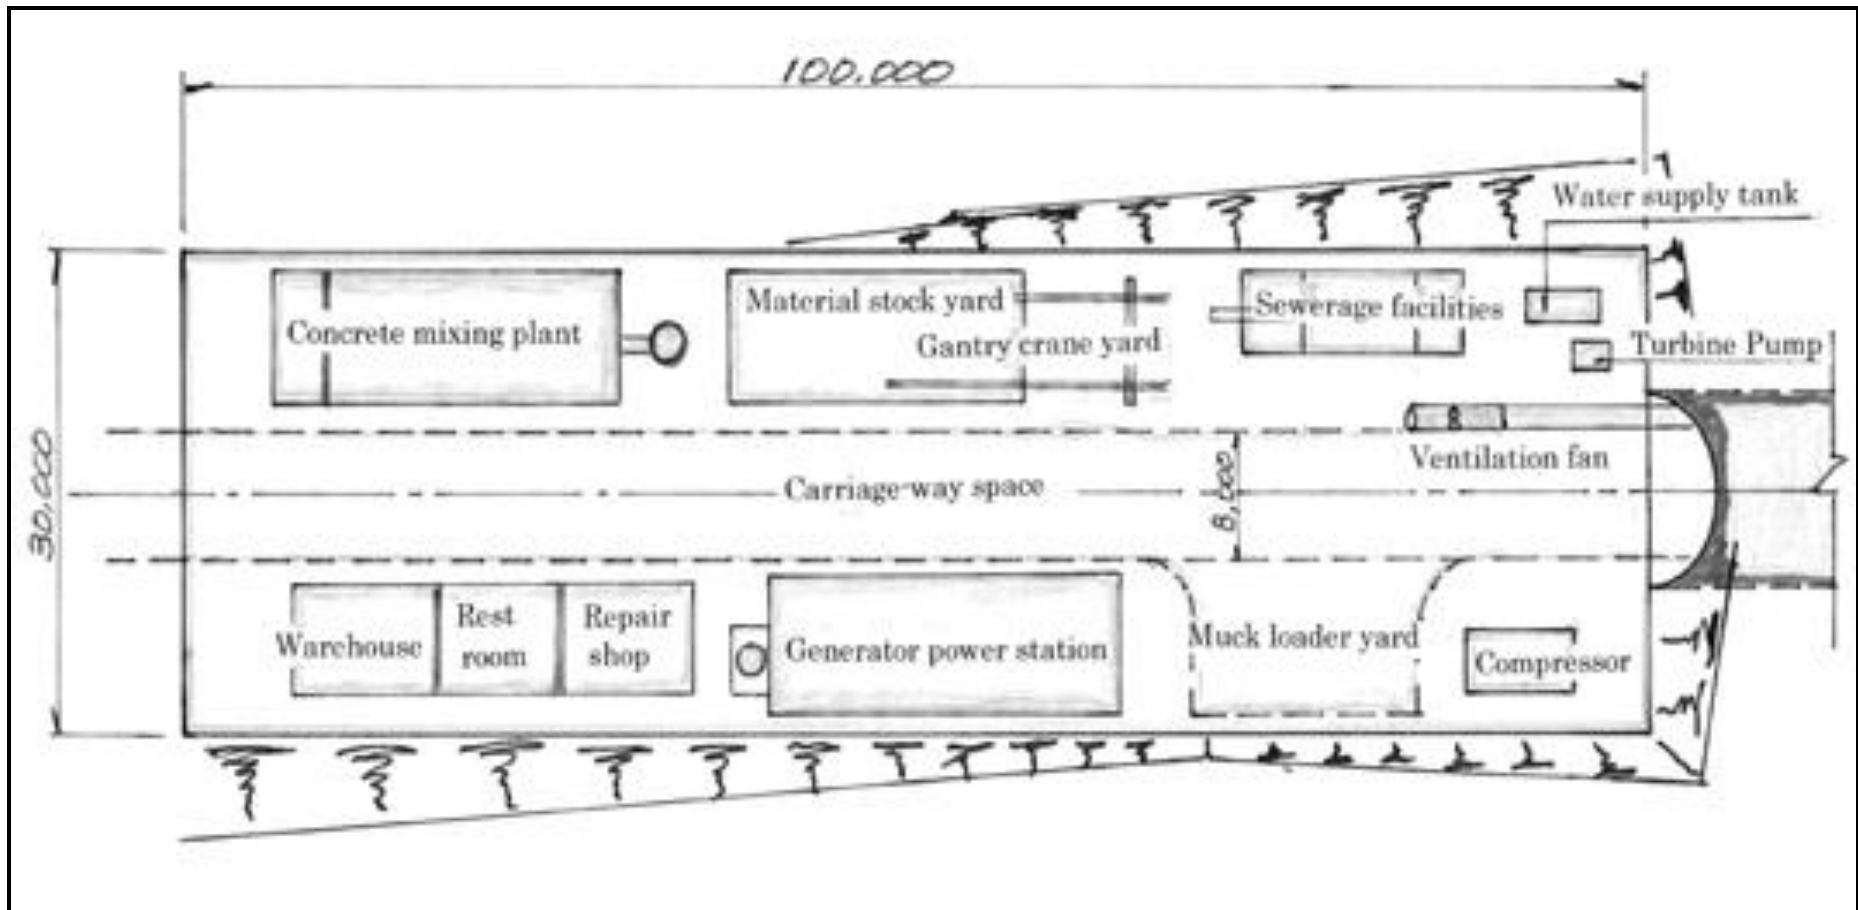 100.000
Water supply tank
Material stock yard
Sewerage facilities
Concrete mixing plant
Gantry crane yard
Turbine Pump
Ventilation fan
30,000
Carriage-way space
8,000
Warehouse
Rest
room
Repair
shop
Generator power station
Muck loader yard
Compressor